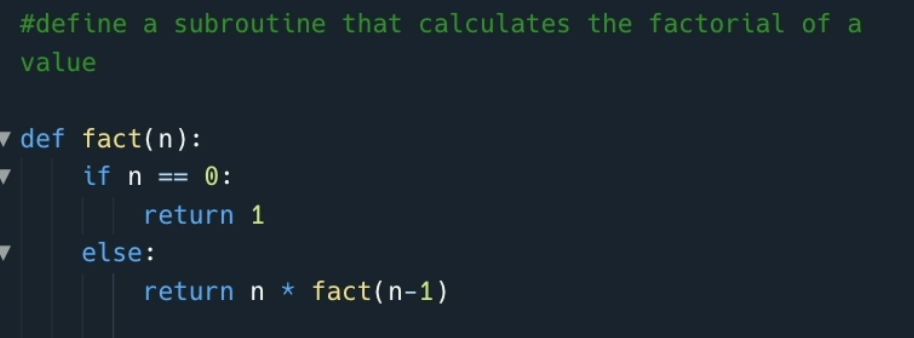 #define a subroutine that calculates the factorial of a
value
def fact(n):
    if n == 0:
        return 1
    else:
        return n * fact(n-1)